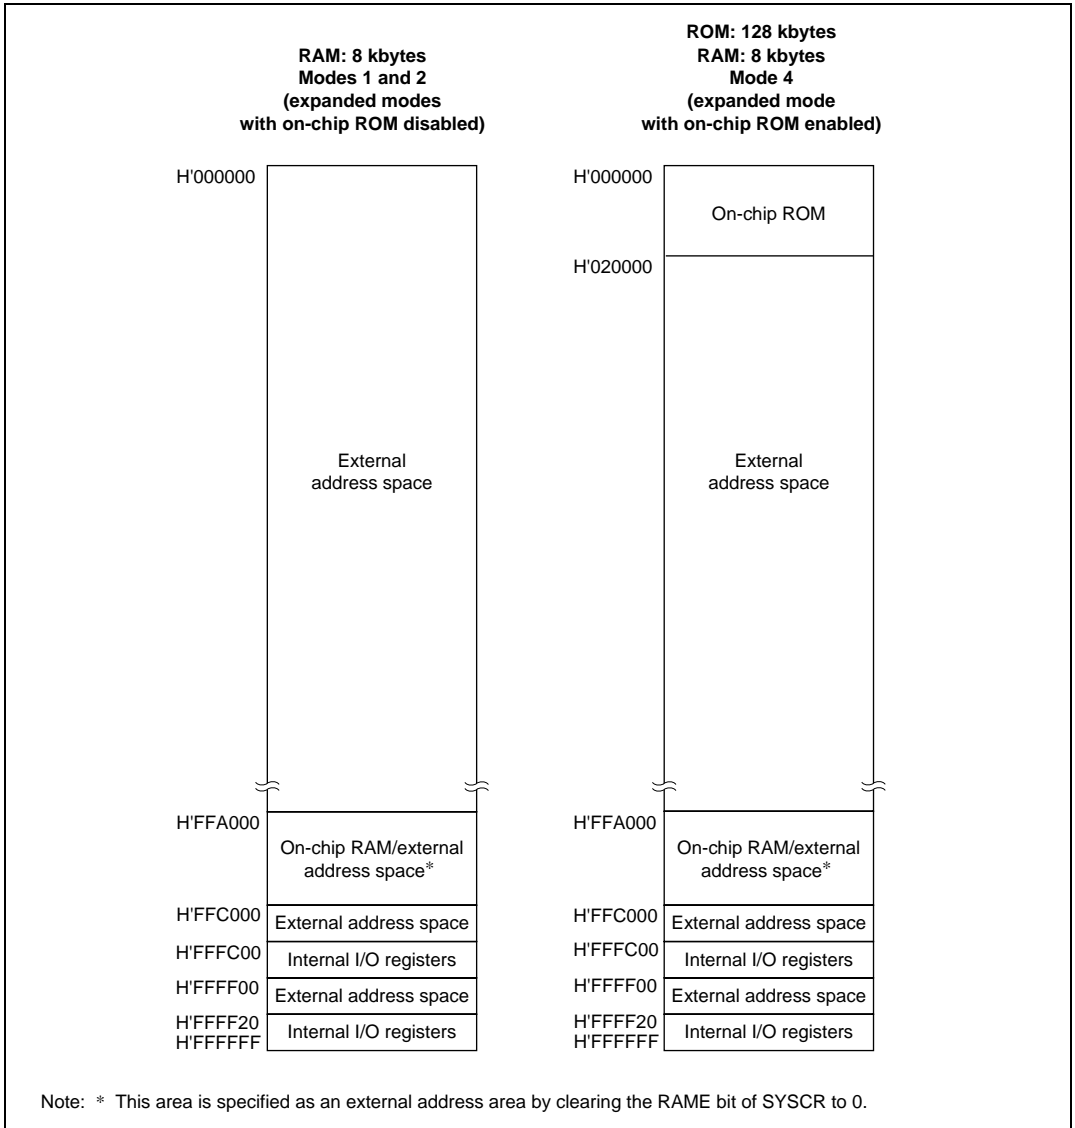 RAM: 8 kbytes
Modes 1 and 2
(expanded modes
with on-chip ROM disabled)
H'000000
External
address space
H'FFA000
On-chip RAM/external
address space*
H'FFC000
External address space
H'FFFC00
Internal I/O registers
H'FFFF00
External address space
H'FFFF20
Internal I/O registers
H'FFFFFF
ROM: 128 kbytes
RAM: 8 kbytes
Mode 4
(expanded mode
with on-chip ROM enabled)
H'000000
On-chip ROM
H'020000
External
address space
H'FFA000
On-chip RAM/external
address space*
H'FFC000
External address space
H'FFFC00
Internal I/O registers
H'FFFF00
External address space
H'FFFF20
Internal I/O registers
H'FFFFFF
Note: * This area is specified as an external address area by clearing the RAME bit of SYSCR to 0.